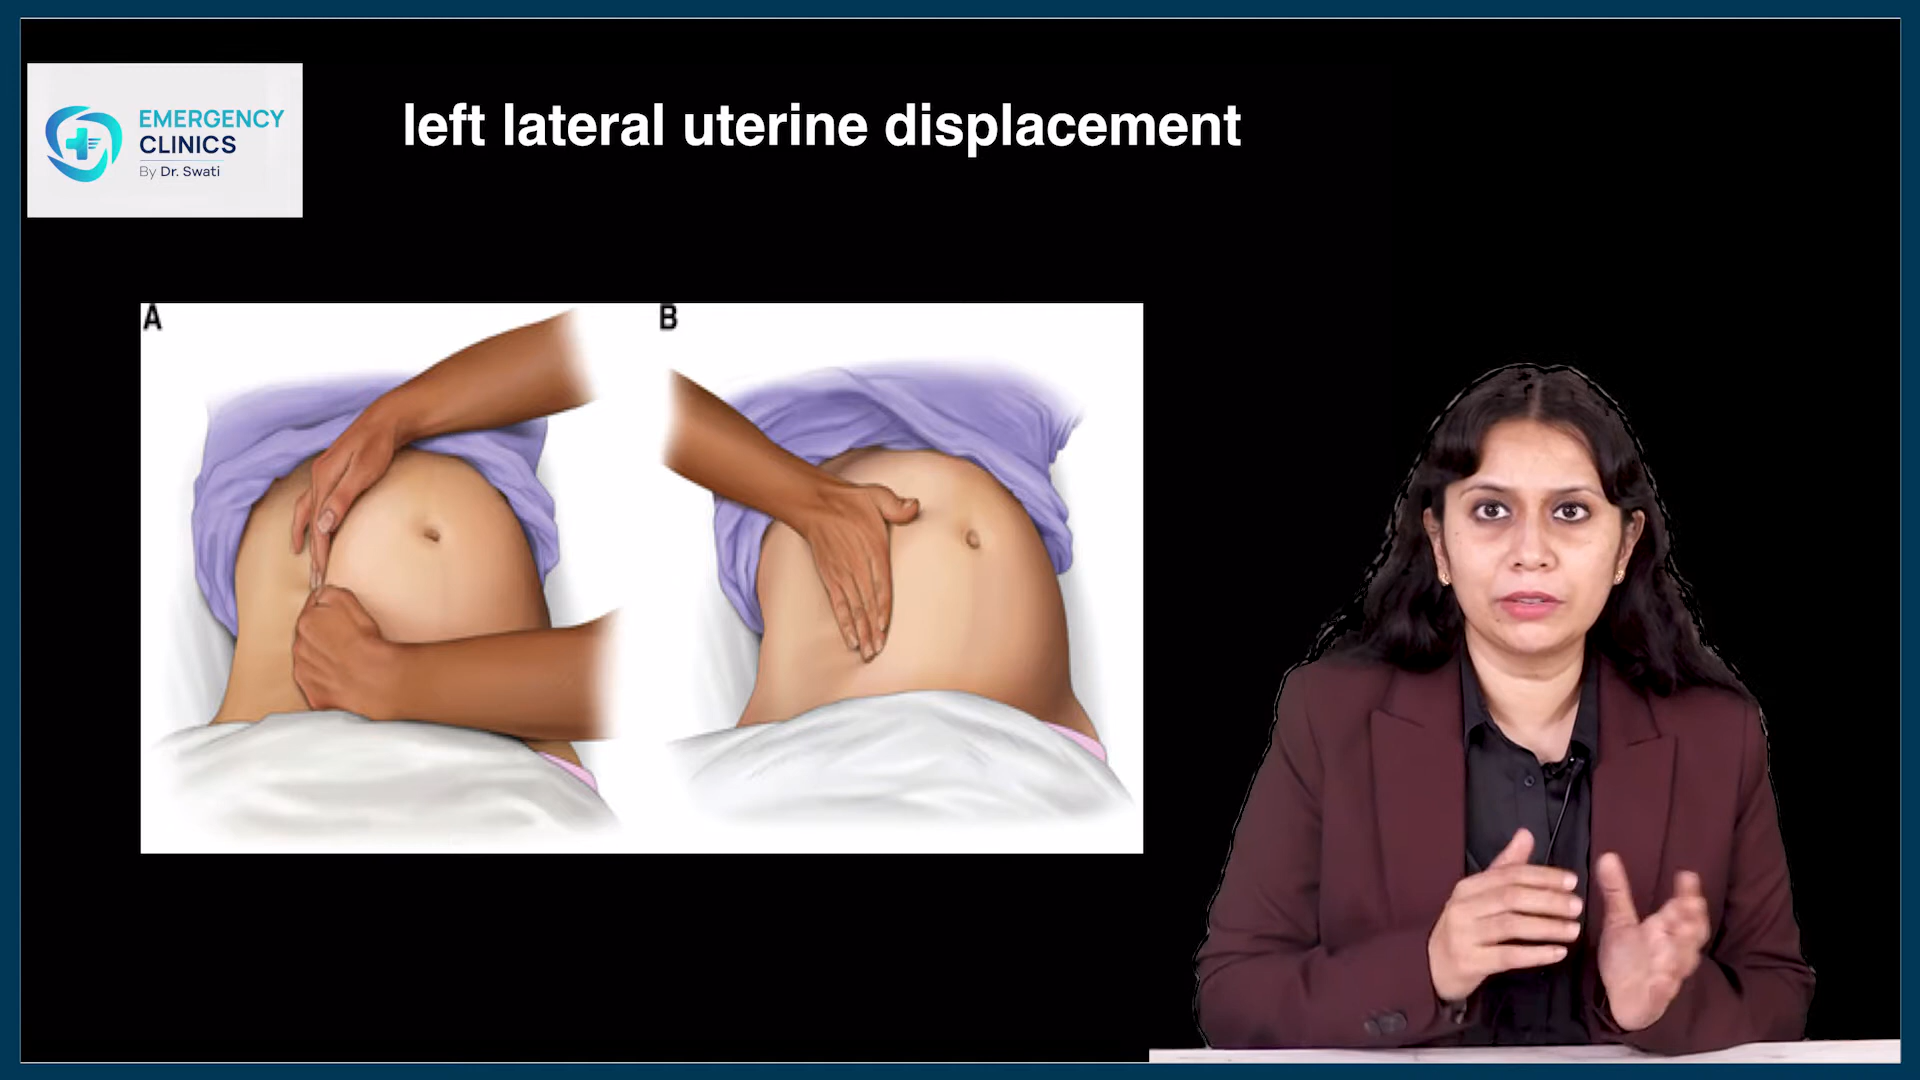 EMERGENCY
CLINICS
By Dr. Swati
left lateral uterine displacement
A
B